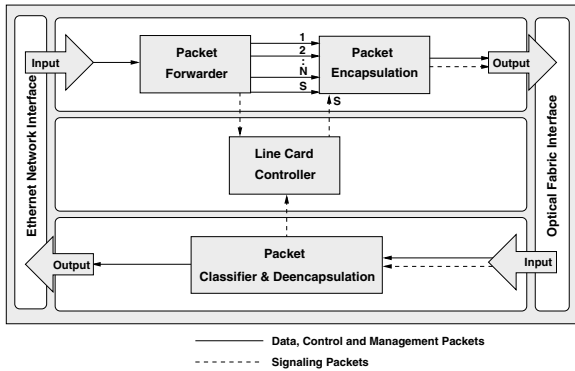 Ethernet Network Interface
Input
Packet
Forwarder
1
2
:
N
S
Packet
Encapsulation
Output
S
Line Card
Controller
Optical Fabric Interface
Output
Packet
Classifier & Deencapsulation
Input
Data, Control and Management Packets
Signaling Packets